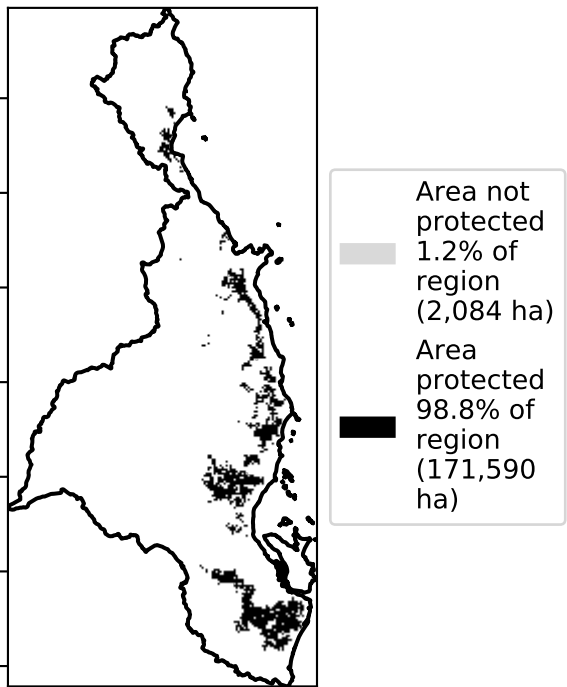 Area not
protected
1.2% of
region
(2,084 ha)
Area
protected
98.8% of
region
(171,590
ha)